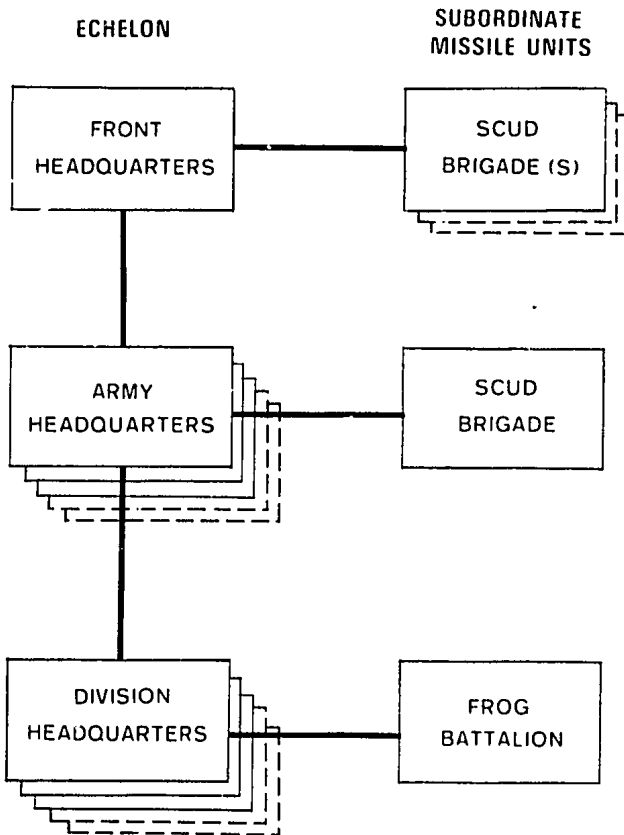 ECHELON
SUBORDINATE
MISSILE UNITS
FRONT
HEADQUARTERS
SCUD
BRIGADE (S)
ARMY
HEADQUARTERS
SCUD
BRIGADE
DIVISION
HEADQUARTERS
FROG
BATTALION